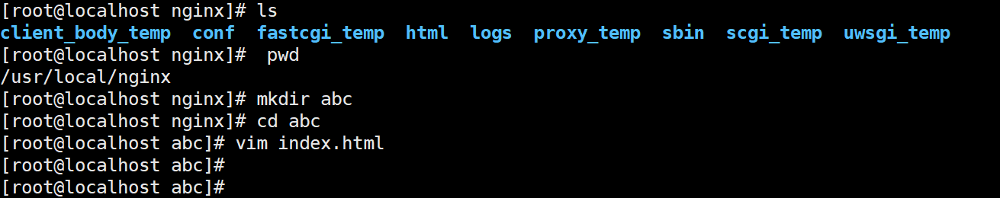 [root@localhost nginx]# ls
client_body_temp  conf  fastcgi_temp  html  logs  proxy_temp  sbin  scgi_temp  uwsgi_temp
[root@localhost nginx]#  pwd
/usr/local/nginx
[root@localhost nginx]# mkdir abc
[root@localhost nginx]# cd abc
[root@localhost abc]# vim index.html
[root@localhost abc]#
[root@localhost abc]#